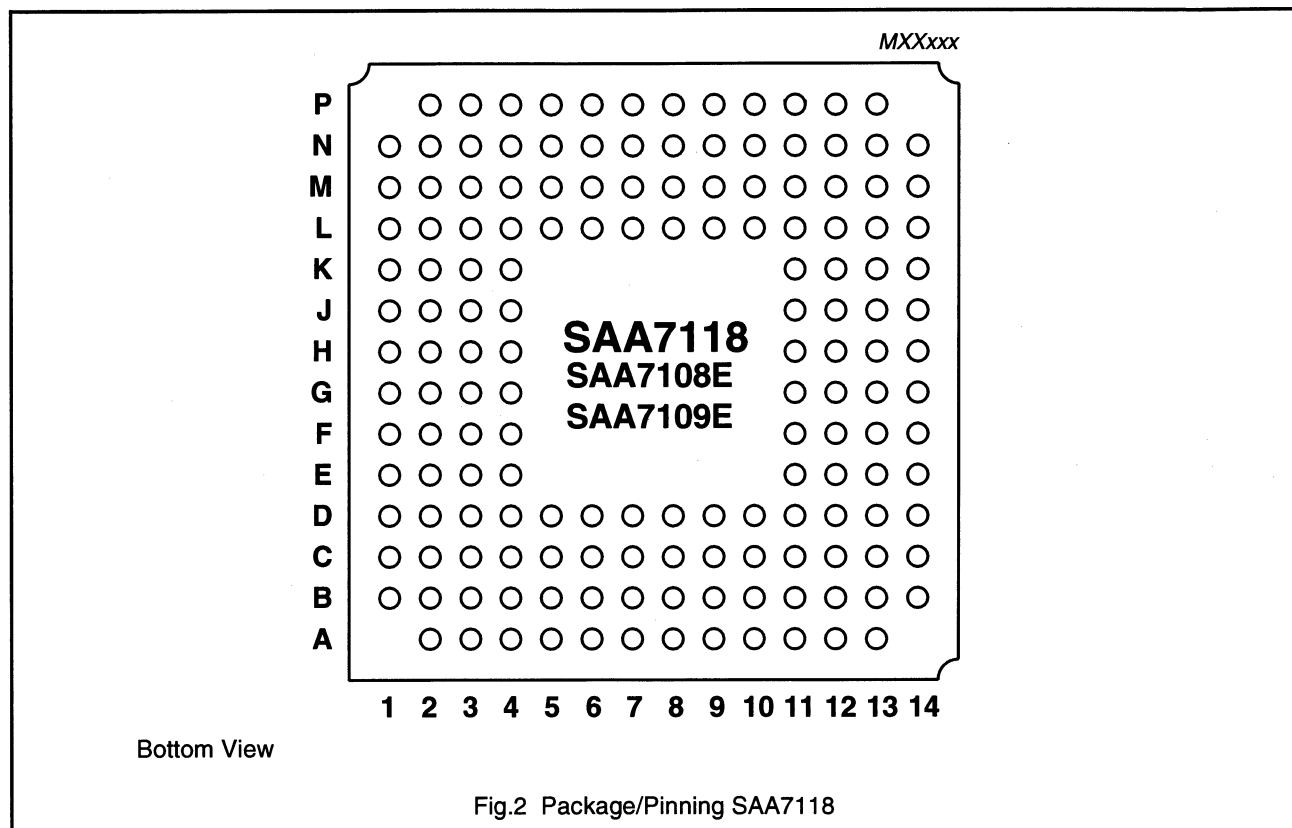 MXXxxx
P
N
M
L
K
J
H
G
F
E
D
C
B
A
SAA7118
SAA7108E
SAA7109E
1 2 3 4 5 6 7 8 9 10 11 12 13 14
Bottom View
Fig.2 Package/Pinning SAA7118